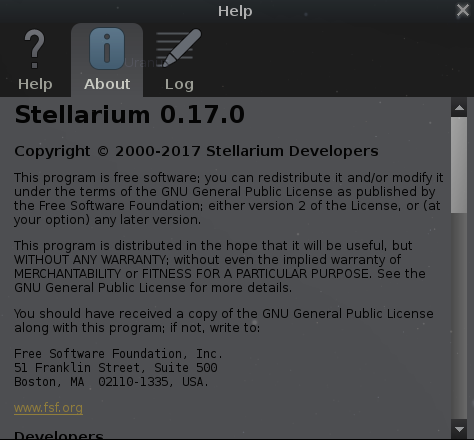 Help
Help
About
Log
Stellarium 0.17.0
Copyright © 2000-2017 Stellarium Developers
This program is free software; you can redistribute it and/or modify it
under the terms of the GNU General Public License as published by
the Free Software Foundation; either version 2 of the License, or (at
your option) any later version.
This program is distributed in the hope that it will be useful, but
WITHOUT ANY WARRANTY; without even the implied warranty of
MERCHANTABILITY or FITNESS FOR A PARTICULAR PURPOSE. See the
GNU General Public License for more details.
You should have received a copy of the GNU General Public License
along with this program; if not, write to:
Free Software Foundation, Inc.
51 Franklin Street, Suite 500
Boston, MA  02110-1335, USA.
www.fsf.org
Developers